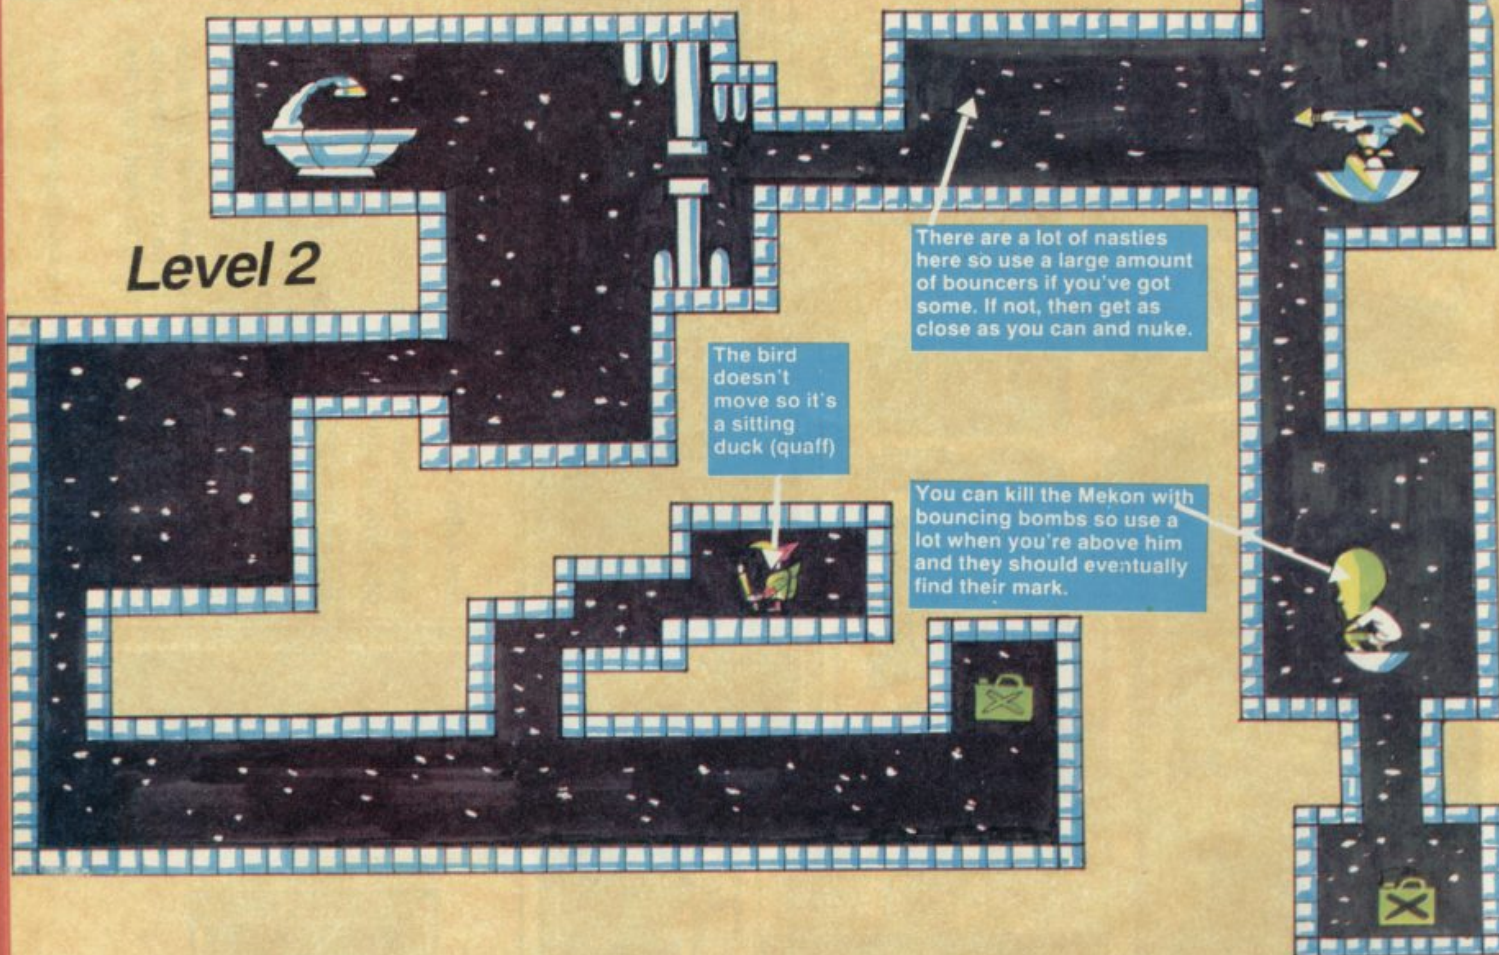 Level 2
There are a lot of nasties
here so use a large amount
of bouncers if you've got
some. If not, then get as
close as you can and nuke.
The bird
doesn't
move so it's
a sitting
duck (quaff)
You can kill the Mekon with
bouncing bombs so use a
lot when you're above him
and they should eventually
find their mark.